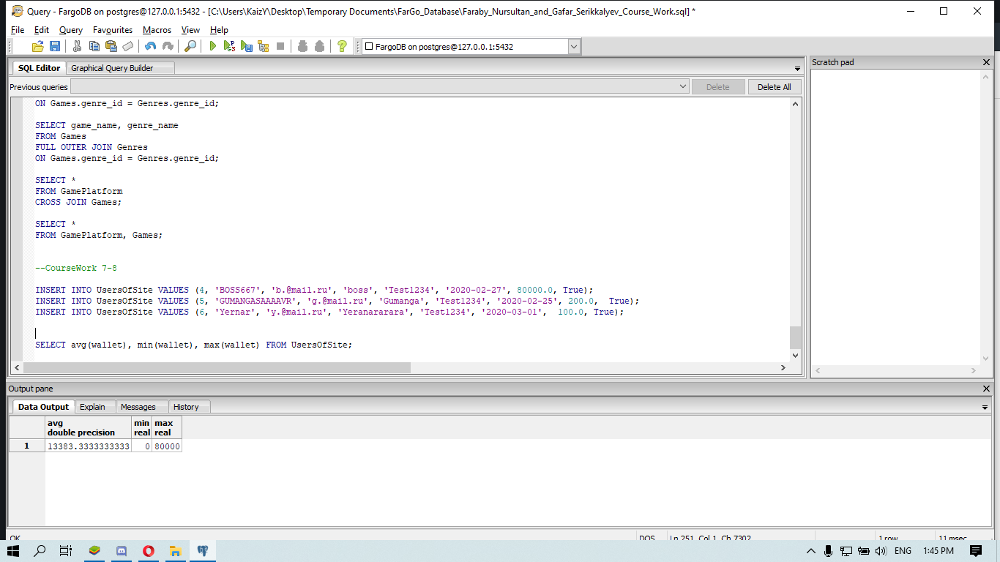 Query - FargoDB on postgres@127.0.0.1:5432 - [C:\Users\KaizY\Desktop\Temporary Documents\FarGo_Database\Faraby_Nursultan_and_Gafar_Serikkalyev_Course_Work.sql] *
File Edit Query Favourites Macros View Help
FargoDB on postgres@127.0.0.1:5432
SQL Editor Graphical Query Builder
Scratch pad
Previous queries Delete Delete All
ON Games.genre_id = Genres.genre_id;
SELECT game_name, genre_name
FROM Games
FULL OUTER JOIN Genres
ON Games.genre_id = Genres.genre_id;
SELECT *
FROM GamePlatform
CROSS JOIN Games;
SELECT *
FROM GamePlatform, Games;
--CourseWork 7-8
INSERT INTO UsersOfSite VALUES (4, 'BOSS667', 'b.@mail.ru', 'boss', 'Test1234', '2020-02-27', 80000.0, True);
INSERT INTO UsersOfSite VALUES (5, 'GUMANGASAAAAVR', 'g.@mail.ru', 'Gumanga', 'Test1234', '2020-02-25', 200.0,  True);
INSERT INTO UsersOfSite VALUES (6, 'Yernar', 'y.@mail.ru', 'Yeranararara', 'Test1234', '2020-03-01',  100.0, True);
SELECT avg(wallet), min(wallet), max(wallet) FROM UsersOfSite;
Output pane
Data Output Explain Messages History
avg min max
double precision real real
1 13383.3333333333 0 80000
OK DOS Ln 251, Col 1, Ch 7302 1 row 11 msec
ENG 1:45 PM